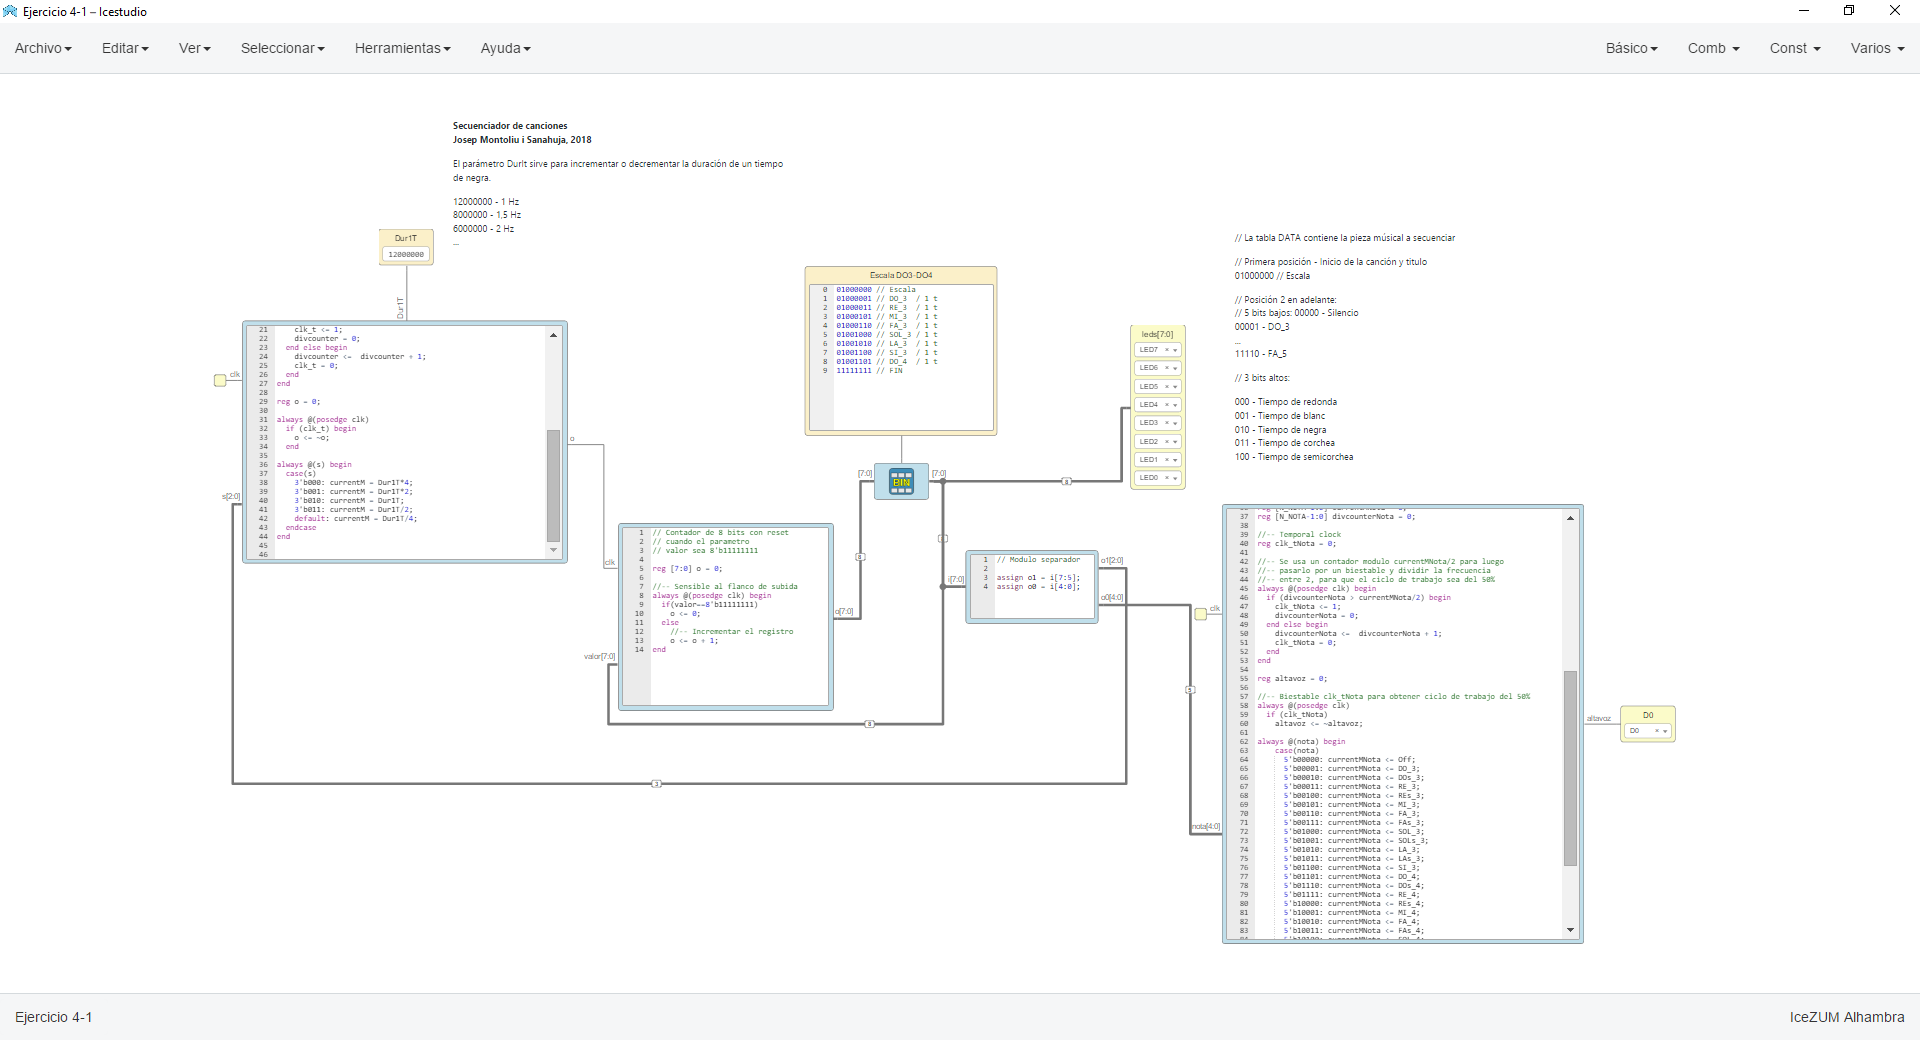 Ejercicio 4-1 – Icestudio
Archivo Editar Ver Seleccionar Herramientas Ayuda Básico Comb Const Varios
Secuenciador de canciones
Josep Montoliu i Sanahuja, 2018
El parámetro Durlt sirve para incrementar o decrementar la duración de un tiempo
de negra.
12000000 - 1 Hz
8000000 - 1,5 Hz
6000000 - 2 Hz
...
Dur1T
12000000
Dur1T
clk
s[2:0]
21 clk_t <= 1;
22 divcounter = 0;
23 end else begin
24 divcounter <= divcounter + 1;
25 clk_t = 0;
26 end
27 end
28
29 reg o = 0;
30
31 always @(posedge clk)
32 if (clk_t) begin
33 o <= ~o;
34 end
35
36 always @(s) begin
37 case(s)
38 3'b000: currentM = Dur1T*4;
39 3'b001: currentM = Dur1T*2;
40 3'b010: currentM = Dur1T;
41 3'b011: currentM = Dur1T/2;
42 default: currentM = Dur1T/4;
43 endcase
44 end
45
46
o
clk
valor[7:0]
1 // Contador de 8 bits con reset
2 // cuando el parametro
3 // valor sea 8'b11111111
4
5 reg [7:0] o = 0;
6
7 //-- Sensible al flanco de subida
8 always @(posedge clk) begin
9 if(valor==8'b11111111)
10 o <= 0;
11 else
12 //-- Incrementar el registro
13 o <= o + 1;
14 end
o[7:0]
Escala DO3-DO4
0 01000000 // Escala
1 01000001 // DO_3 / 1 t
2 01000011 // RE_3 / 1 t
3 01000101 // MI_3 / 1 t
4 01000110 // FA_3 / 1 t
5 01001000 // SOL_3 / 1 t
6 01001010 // LA_3 / 1 t
7 01001100 // SI_3 / 1 t
8 01001101 // DO_4 / 1 t
9 11111111 // FIN
[7:0]
BIN
[7:0]
8
8
8
3
i[7:0]
1 // Modulo separador
2
3 assign o1 = i[7:5];
4 assign o0 = i[4:0];
o1[2:0]
o0[4:0]
5
leds[7:0]
LED7
LED6
LED5
LED4
LED3
LED2
LED1
LED0
// La tabla DATA contiene la pieza músical a secuenciar
// Primera posición - Inicio de la canción y titulo
01000000 // Escala
// Posición 2 en adelante:
// 5 bits bajos: 00000 - Silencio
00001 - DO_3
...
11110 - FA_5
// 3 bits altos:
000 - Tiempo de redonda
001 - Tiempo de blanc
010 - Tiempo de negra
011 - Tiempo de corchea
100 - Tiempo de semicorchea
clk
nota[4:0]
37 reg [N_NOTA-1:0] divcounterNota = 0;
38
39 //-- Temporal clock
40 reg clk_tNota = 0;
41
42 //-- Se usa un contador modulo currentMNota/2 para luego
43 //-- pasarlo por un biestable y dividir la frecuencia
44 //-- entre 2, para que el ciclo de trabajo sea del 50%
45 always @(posedge clk) begin
46 if (divcounterNota > currentMNota/2) begin
47 clk_tNota <= 1;
48 divcounterNota = 0;
49 end else begin
50 divcounterNota <= divcounterNota + 1;
51 clk_tNota = 0;
52 end
53 end
54
55 reg altavoz = 0;
56
57 //-- Biestable clk_tNota para obtener ciclo de trabajo del 50%
58 always @(posedge clk)
59 if (clk_tNota)
60 altavoz <= ~altavoz;
61
62 always @(nota) begin
63 case(nota)
64 5'b00000: currentMNota <= Off;
65 5'b00001: currentMNota <= DO_3;
66 5'b00010: currentMNota <= DOs_3;
67 5'b00011: currentMNota <= RE_3;
68 5'b00100: currentMNota <= REs_3;
69 5'b00101: currentMNota <= MI_3;
70 5'b00110: currentMNota <= FA_3;
71 5'b00111: currentMNota <= FAs_3;
72 5'b01000: currentMNota <= SOL_3;
73 5'b01001: currentMNota <= SOLs_3;
74 5'b01010: currentMNota <= LA_3;
75 5'b01011: currentMNota <= LAs_3;
76 5'b01100: currentMNota <= SI_3;
77 5'b01101: currentMNota <= DO_4;
78 5'b01110: currentMNota <= DOs_4;
79 5'b01111: currentMNota <= RE_4;
80 5'b10000: currentMNota <= REs_4;
81 5'b10001: currentMNota <= MI_4;
82 5'b10010: currentMNota <= FA_4;
83 5'b10011: currentMNota <= FAs_4;
altavoz
D0
D0
Ejercicio 4-1
IceZUM Alhambra